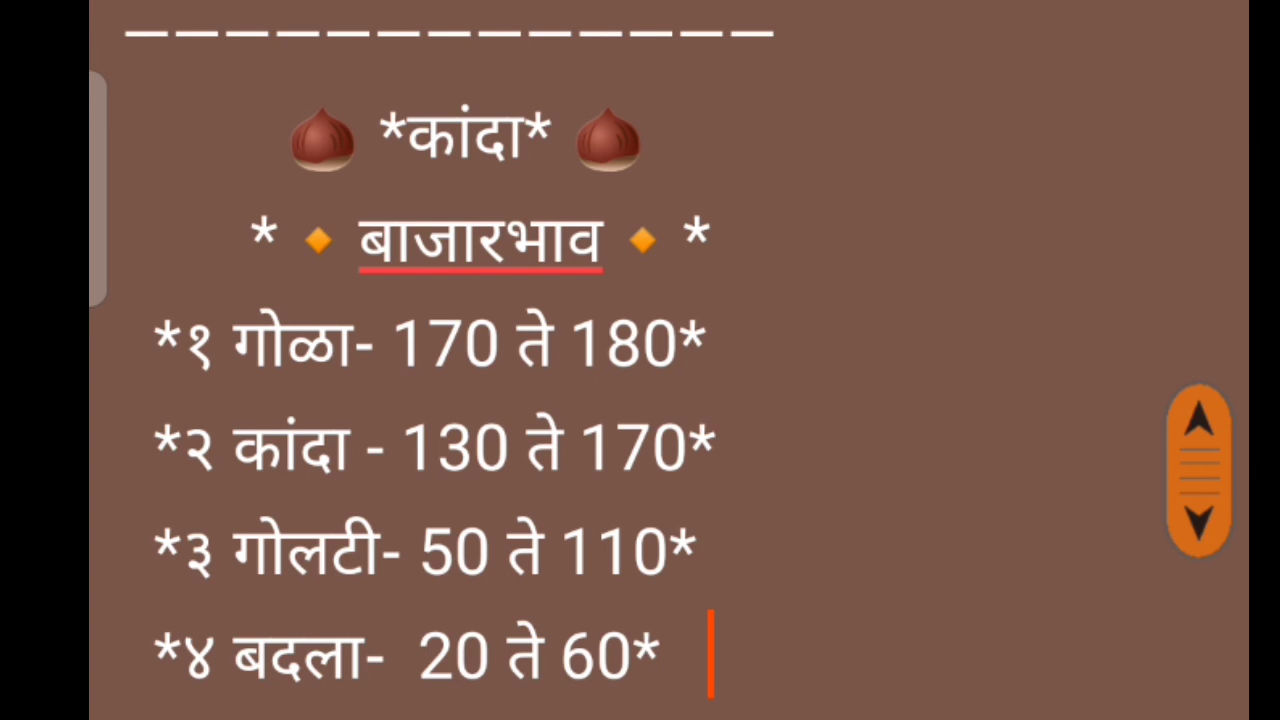 — — — — — — — — — — — — —
🌰 *कांदा* 🌰
*🔸बाजारभाव🔸*
*१ गोळा- 170 ते 180*
*२ कांदा - 130 ते 170*
*३ गोलटी- 50 ते 110*
*४ बदला-  20 ते 60*